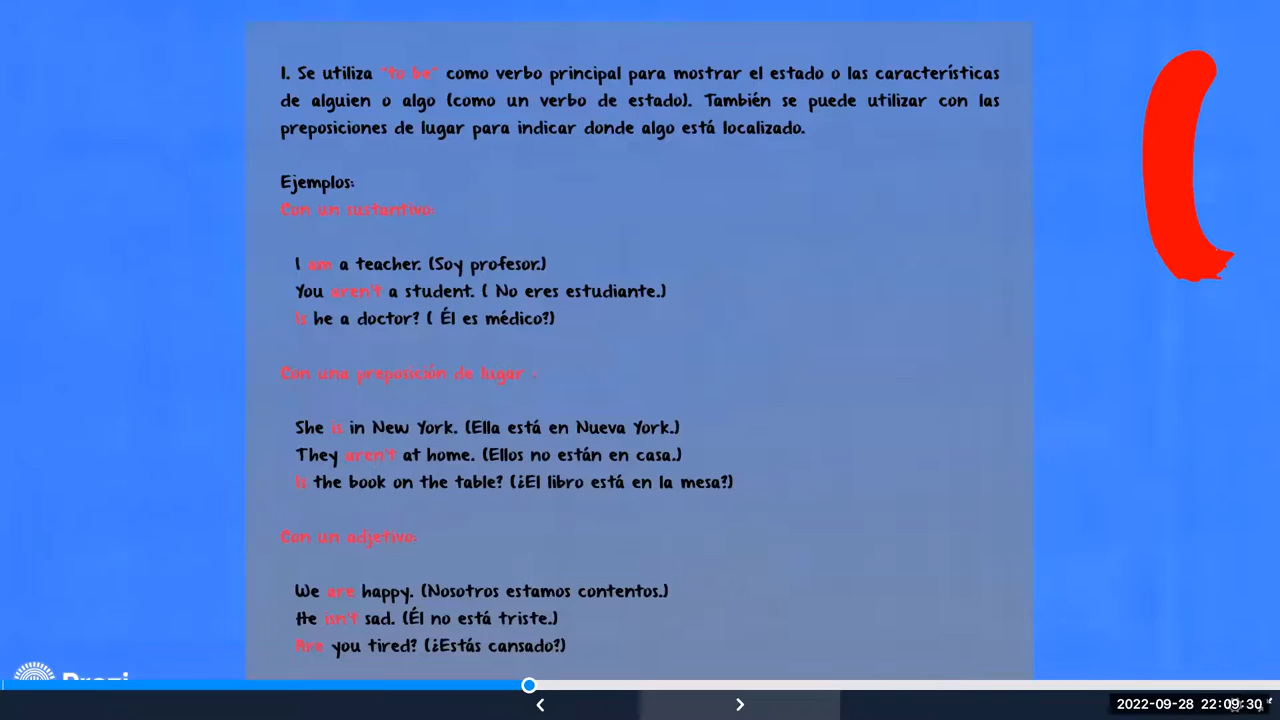 1. Se utiliza "to be" como verbo principal para mostrar el estado o las características
de alguien o algo (como un verbo de estado). También se puede utilizar con las
preposiciones de lugar para indicar donde algo está localizado.
Ejemplos:
Con un sustantivo:
I am a teacher. (Soy profesor.)
You aren't a student. ( No eres estudiante.)
Is he a doctor? ( Él es médico?)
Con una preposición de lugar .
She is in New York. (Ella está en Nueva York.)
They aren't at home. (Ellos no están en casa.)
Is the book on the table? (¿El libro está en la mesa?)
Con un adjetivo:
We are happy. (Nosotros estamos contentos.)
He isn't sad. (Él no está triste.)
Are you tired? (¿Estás cansado?)
Prezi
2022-09-28 22:09:30